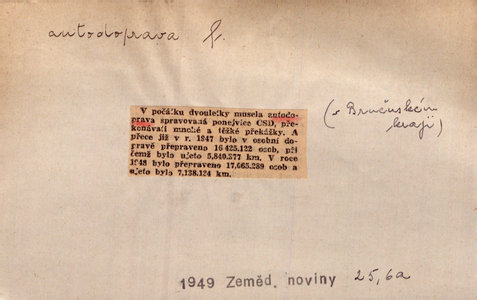 autodoprava f.
V počátku dvouletky musela autodo-
prava spravovaná ponejvíce ČSD, pře-
konávati mnohé a těžké překážky. A
přece již v r. 1947 bylo v osobní do-
pravě přepraveno 16,425.122 osob, při
čemž bylo ujeto 5,840.377 km. V roce
1948 bylo přepraveno 17,665.289 osob a
ujeto bylo 7,138.124 km.
(v
kraji)
1949 Zeměd. noviny 25,6a